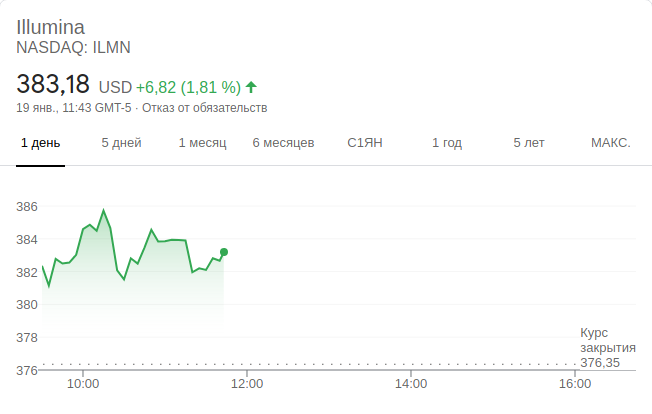 Illumina
NASDAQ: ILMN
383,18 USD +6,82 (1,81 %)
19 янв., 11:43 GMT-5 · Отказ от обязательств
1 день 5 дней 1 месяц 6 месяцев С1ЯН 1 год 5 лет МАКС.
386
384
382
380
378
376
Курс
закрытия
376,35
10:00 12:00 14:00 16:00